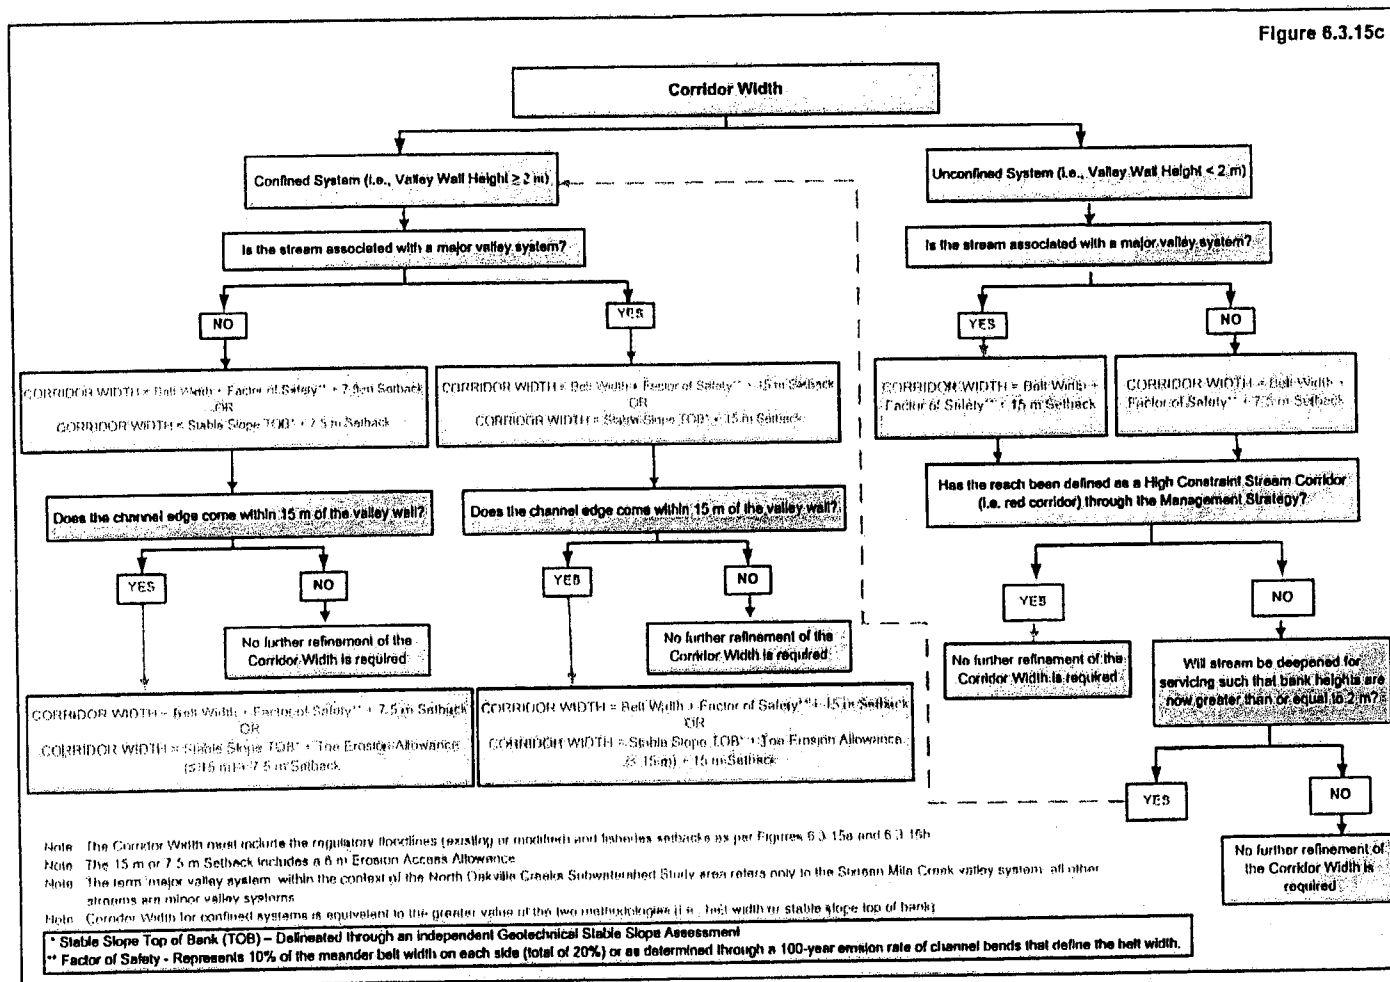 Figure 6.3.15c
Corridor Width
Confined System (i.e., Valley Wall Height ≥ 2 m)
Unconfined System (i.e., Valley Wall Height < 2 m)
Is the stream associated with a major valley system?
Is the stream associated with a major valley system?
NO
YES
YES
NO
CORRIDOR WIDTH = Belt Width + Factor of Safety** + 7.5 m Setback
OR
CORRIDOR WIDTH = Stable Slope TOB* + 7.5 m Setback
CORRIDOR WIDTH = Belt Width + Factor of Safety** + 15 m Setback
OR
CORRIDOR WIDTH = Stable Slope TOB* + 15 m Setback
CORRIDOR WIDTH = Belt Width +
Factor of Safety** + 15 m Setback
CORRIDOR WIDTH = Belt Width +
Factor of Safety** + 7.5 m Setback
Does the channel edge come within 15 m of the valley wall?
Does the channel edge come within 15 m of the valley wall?
Has the reach been defined as a High Constraint Stream Corridor
(i.e. red corridor) through the Management Strategy?
YES
NO
YES
NO
YES
NO
No further refinement of the
Corridor Width is required
No further refinement of the
Corridor Width is required
No further refinement of the
Corridor Width is required
Will stream be deepened for
servicing such that bank heights are
now greater than or equal to 2 m?
CORRIDOR WIDTH = Belt Width + Factor of Safety** + 7.5 m Setback
OR
CORRIDOR WIDTH = Stable Slope TOB* + Toe Erosion Allowance
(≤ 15 m) + 7.5 m Setback
CORRIDOR WIDTH = Belt Width + Factor of Safety** + 15 m Setback
OR
CORRIDOR WIDTH = Stable Slope TOB* + Toe Erosion Allowance
(≤ 15m) + 15 m Setback
YES
NO
No further refinement of
the Corridor Width is
required
Note The Corridor Width must include the regulatory floodlines (existing or modified) and fisheries setbacks as per Figures 6.3.15a and 6.3.15b
Note The 15 m or 7.5 m Setback includes a 6 m Erosion Access Allowance
Note The term 'major valley system' within the context of the North Oakville Creeks Subwatershed Study area refers only to the Sixteen Mile Creek valley system, all other
streams are minor valley systems
Note Corridor Width for confined systems is equivalent to the greater value of the two methodologies (i.e., belt width or stable slope top of bank)
* Stable Slope Top of Bank (TOB) – Delineated through an independent Geotechnical Stable Slope Assessment
** Factor of Safety - Represents 10% of the meander belt width on each side (total of 20%) or as determined through a 100-year erosion rate of channel bends that define the belt width.